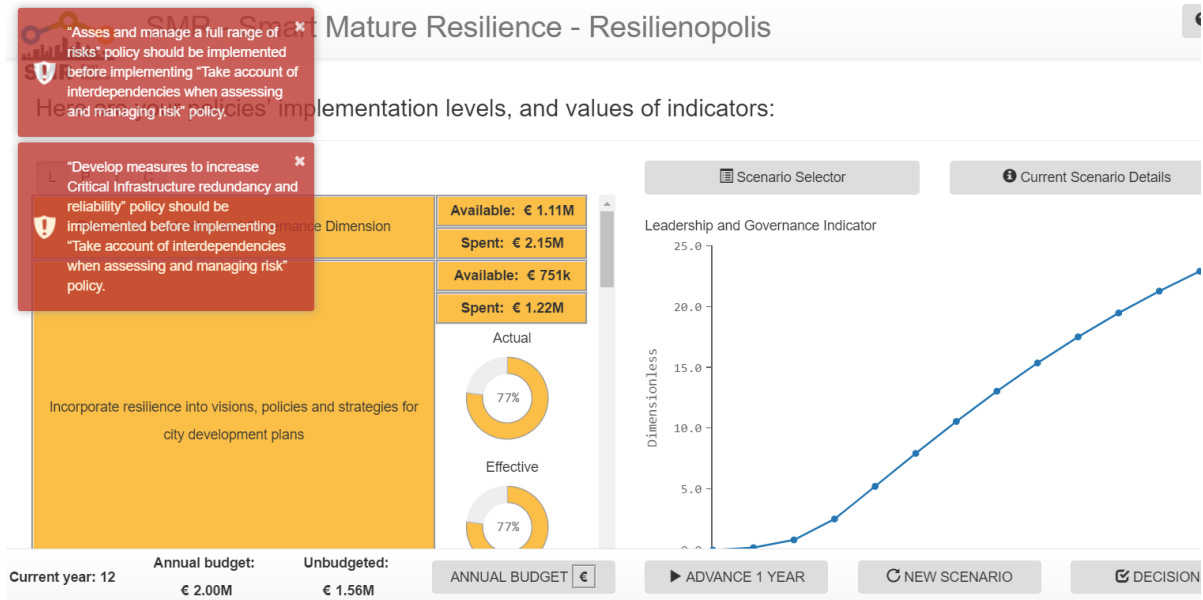 SMR - Smart Mature Resilience - Resilienopolis
“Asses and manage a full range of
risks” policy should be implemented
before implementing “Take account of
interdependencies when assessing
and managing risk” policy.
Here are your policies’ implementation levels, and values of indicators:
“Develop measures to increase
Critical Infrastructure redundancy and
reliability” policy should be
implemented before implementing
“Take account of interdependencies
when assessing and managing risk”
policy.
L P I C
Dimension
Available: € 1.11M
Spent: € 2.15M
Available: € 751k
Spent: € 1.22M
Incorporate resilience into visions, policies and strategies for
city development plans
Actual
77%
Effective
77%
Scenario Selector
Current Scenario Details
Leadership and Governance Indicator
25.0
20.0
15.0
10.0
5.0
Dimensionless
Current year: 12
Annual budget:
€ 2.00M
Unbudgeted:
€ 1.56M
ANNUAL BUDGET €
ADVANCE 1 YEAR
NEW SCENARIO
DECISION